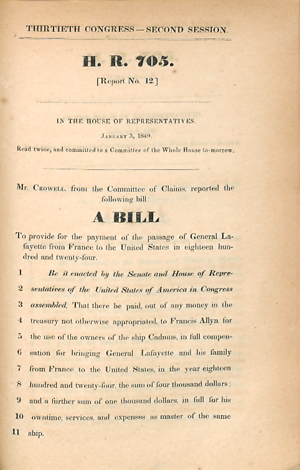 THIRTIETH CONGRESS—SECOND SESSION.
H. R. 705.
[Report No. 12]
IN THE HOUSE OF REPRESENTATIVES.
JANUARY 3, 1849.
Read twice, and committed to a Committee of the Whole House to-morrow,
MR. CROWELL, from the Committee of Claims, reported the
following bill:
A BILL
To provide for the payment of the passage of General La-
fayette from France to the United States in eighteen hun-
dred and twenty-four.
1 Be it enacted by the Senate and House of Repre-
2 sentatives of the United States of America in Congress
3 assembled, That there be paid, out of any money in the
4 treasury not otherwise appropriated, to Francis Allyn, for
5 the use of the owners of the ship Cadmus, in full compen-
6 sation for bringing General Lafayette and his family
7 from France to the United States, in the year eighteen
8 hundred and twenty-four, the sum of four thousand dollars;
9 and a further sum of one thousand dollars, in full for his
10 owntime, services, and expenses as master of the same
11 ship.